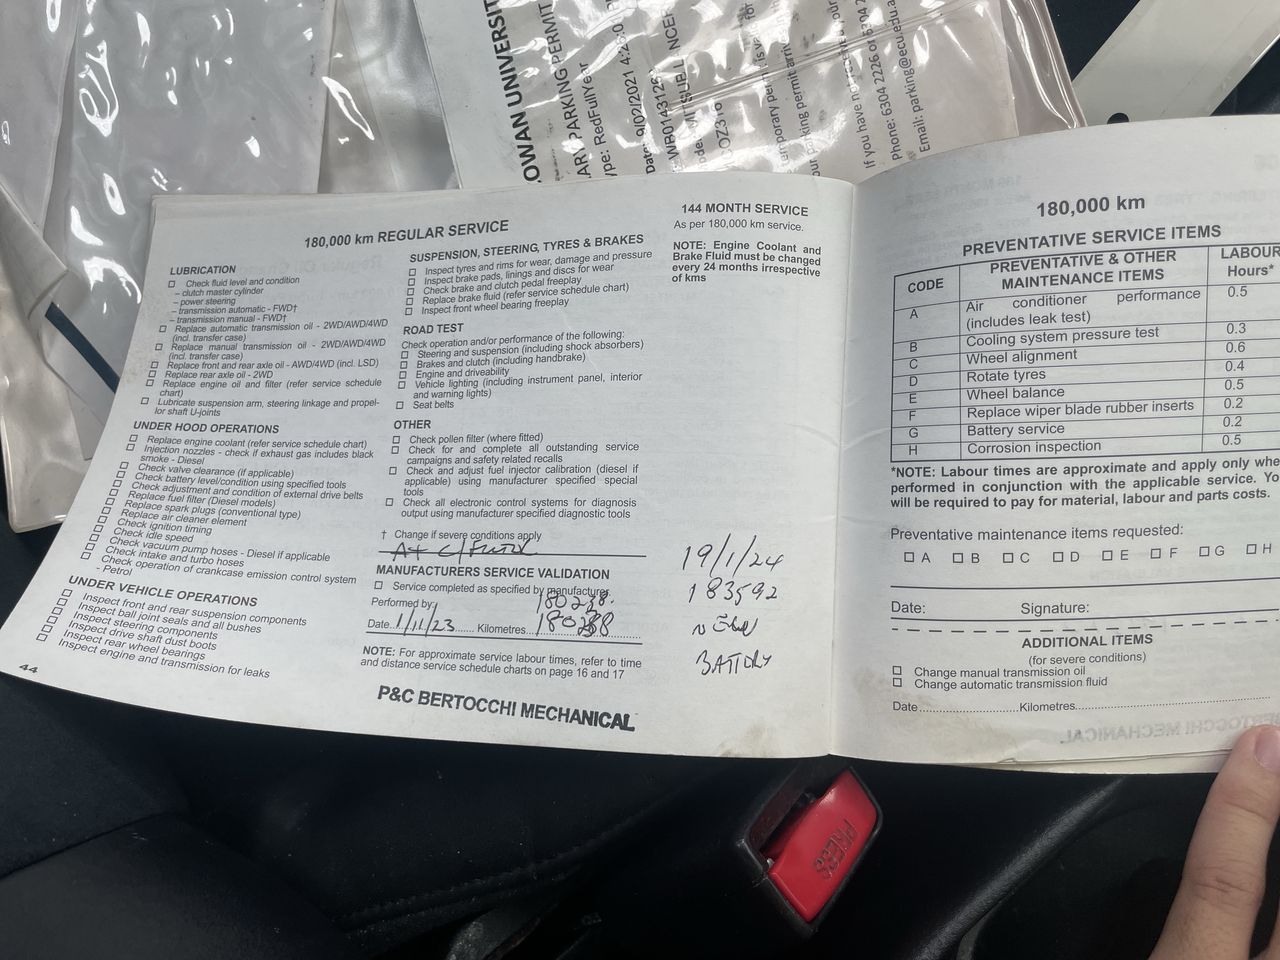 OWAN UNIVERSI
ARY PARKING PERMIT
ype: RedFullYear
Date: 9/02/2021
OZ310
If you have not
Phone: 6304 2226 or 6304
Email: parking@ecu.edu.a
180,000 km REGULAR SERVICE
LUBRICATION
Check fluid level and condition
– clutch master cylinder
– power steering
– transmission automatic - FWD†
– transmission manual - FWD†
Replace automatic transmission oil - 2WD/AWD/4WD
(incl. transfer case)
Replace manual transmission oil - 2WD/AWD/4WD
(incl. transfer case)
Replace front and rear axle oil - AWD/4WD (incl. LSD)
Replace rear axle oil - 2WD
Replace engine oil and filter (refer service schedule
chart)
Lubricate suspension arm, steering linkage and propel-
lor shaft U-joints
UNDER HOOD OPERATIONS
Replace engine coolant (refer service schedule chart)
Injection nozzles - check if exhaust gas includes black
smoke - Diesel
Check valve clearance (if applicable)
Check battery level/condition using specified tools
Check adjustment and condition of external drive belts
Replace fuel filter (Diesel models)
Replace spark plugs (conventional type)
Replace air cleaner element
Check ignition timing
Check idle speed
Check vacuum pump hoses - Diesel if applicable
Check intake and turbo hoses
Check operation of crankcase emission control system
- Petrol
UNDER VEHICLE OPERATIONS
Inspect front and rear suspension components
Inspect ball joint seals and all bushes
Inspect steering components
Inspect drive shaft dust boots
Inspect rear wheel bearings
Inspect engine and transmission for leaks
44
SUSPENSION, STEERING, TYRES & BRAKES
Inspect tyres and rims for wear, damage and pressure
Inspect brake pads, linings and discs for wear
Check brake and clutch pedal freeplay
Replace brake fluid (refer service schedule chart)
Inspect front wheel bearing freeplay
ROAD TEST
Check operation and/or performance of the following:
Steering and suspension (including shock absorbers)
Brakes and clutch (including handbrake)
Engine and driveability
Vehicle lighting (including instrument panel, interior
and warning lights)
Seat belts
OTHER
Check pollen filter (where fitted)
Check for and complete all outstanding service
campaigns and safety related recalls
Check and adjust fuel injector calibration (diesel if
applicable) using manufacturer specified special
tools
Check all electronic control systems for diagnosis
output using manufacturer specified diagnostic tools
† Change if severe conditions apply
MANUFACTURERS SERVICE VALIDATION
Service completed as specified by manufacturer.
Performed by: 180238.
Date 1/11/23 Kilometres
NOTE: For approximate service labour times, refer to time
and distance service schedule charts on page 16 and 17
P&C BERTOCCHI MECHANICAL
144 MONTH SERVICE
As per 180,000 km service.
NOTE: Engine Coolant and
Brake Fluid must be changed
every 24 months irrespective
of kms
19/1/24
183592
NEW
BATTERY
180,000 km
PREVENTATIVE SERVICE ITEMS
CODE PREVENTATIVE & OTHER MAINTENANCE ITEMS LABOUR Hours*
A Air conditioner performance (includes leak test) 0.5
B Cooling system pressure test 0.3
C Wheel alignment 0.6
D Rotate tyres 0.4
E Wheel balance 0.5
F Replace wiper blade rubber inserts 0.2
G Battery service 0.2
H Corrosion inspection 0.5
*NOTE: Labour times are approximate and apply only whe
performed in conjunction with the applicable service. Yo
will be required to pay for material, labour and parts costs.
Preventative maintenance items requested:
A B C D E F G H
Date: Signature:
ADDITIONAL ITEMS
(for severe conditions)
Change manual transmission oil
Change automatic transmission fluid
Date Kilometres
PRESS